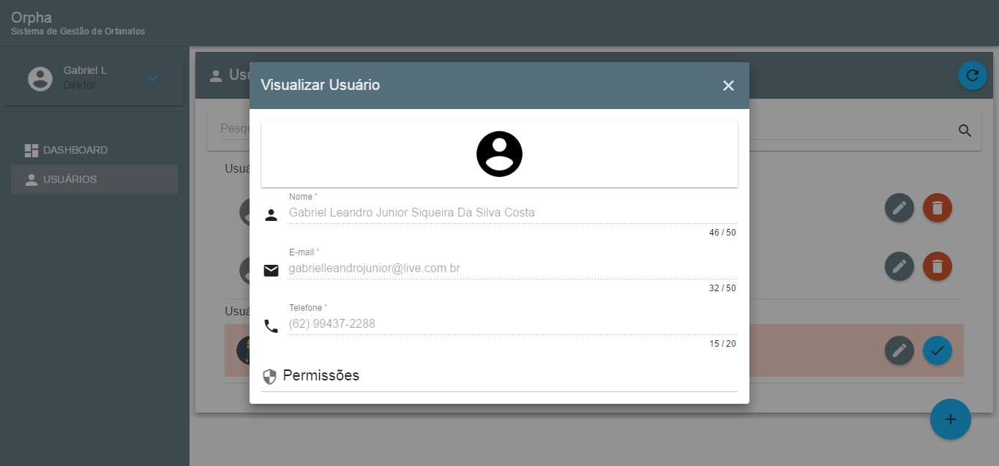 Orpha
Sistema de Gestão de Orfanatos
Gabriel L
Diretor
DASHBOARD
USUÁRIOS
Visualizar Usuário
Nome *
Gabriel Leandro Junior Siqueira Da Silva Costa
46 / 50
E-mail *
gabrielleandrojunior@live.com.br
32 / 50
Telefone *
(62) 99437-2288
15 / 20
Permissões
Usu
Pesqu
Usuá
Usuá